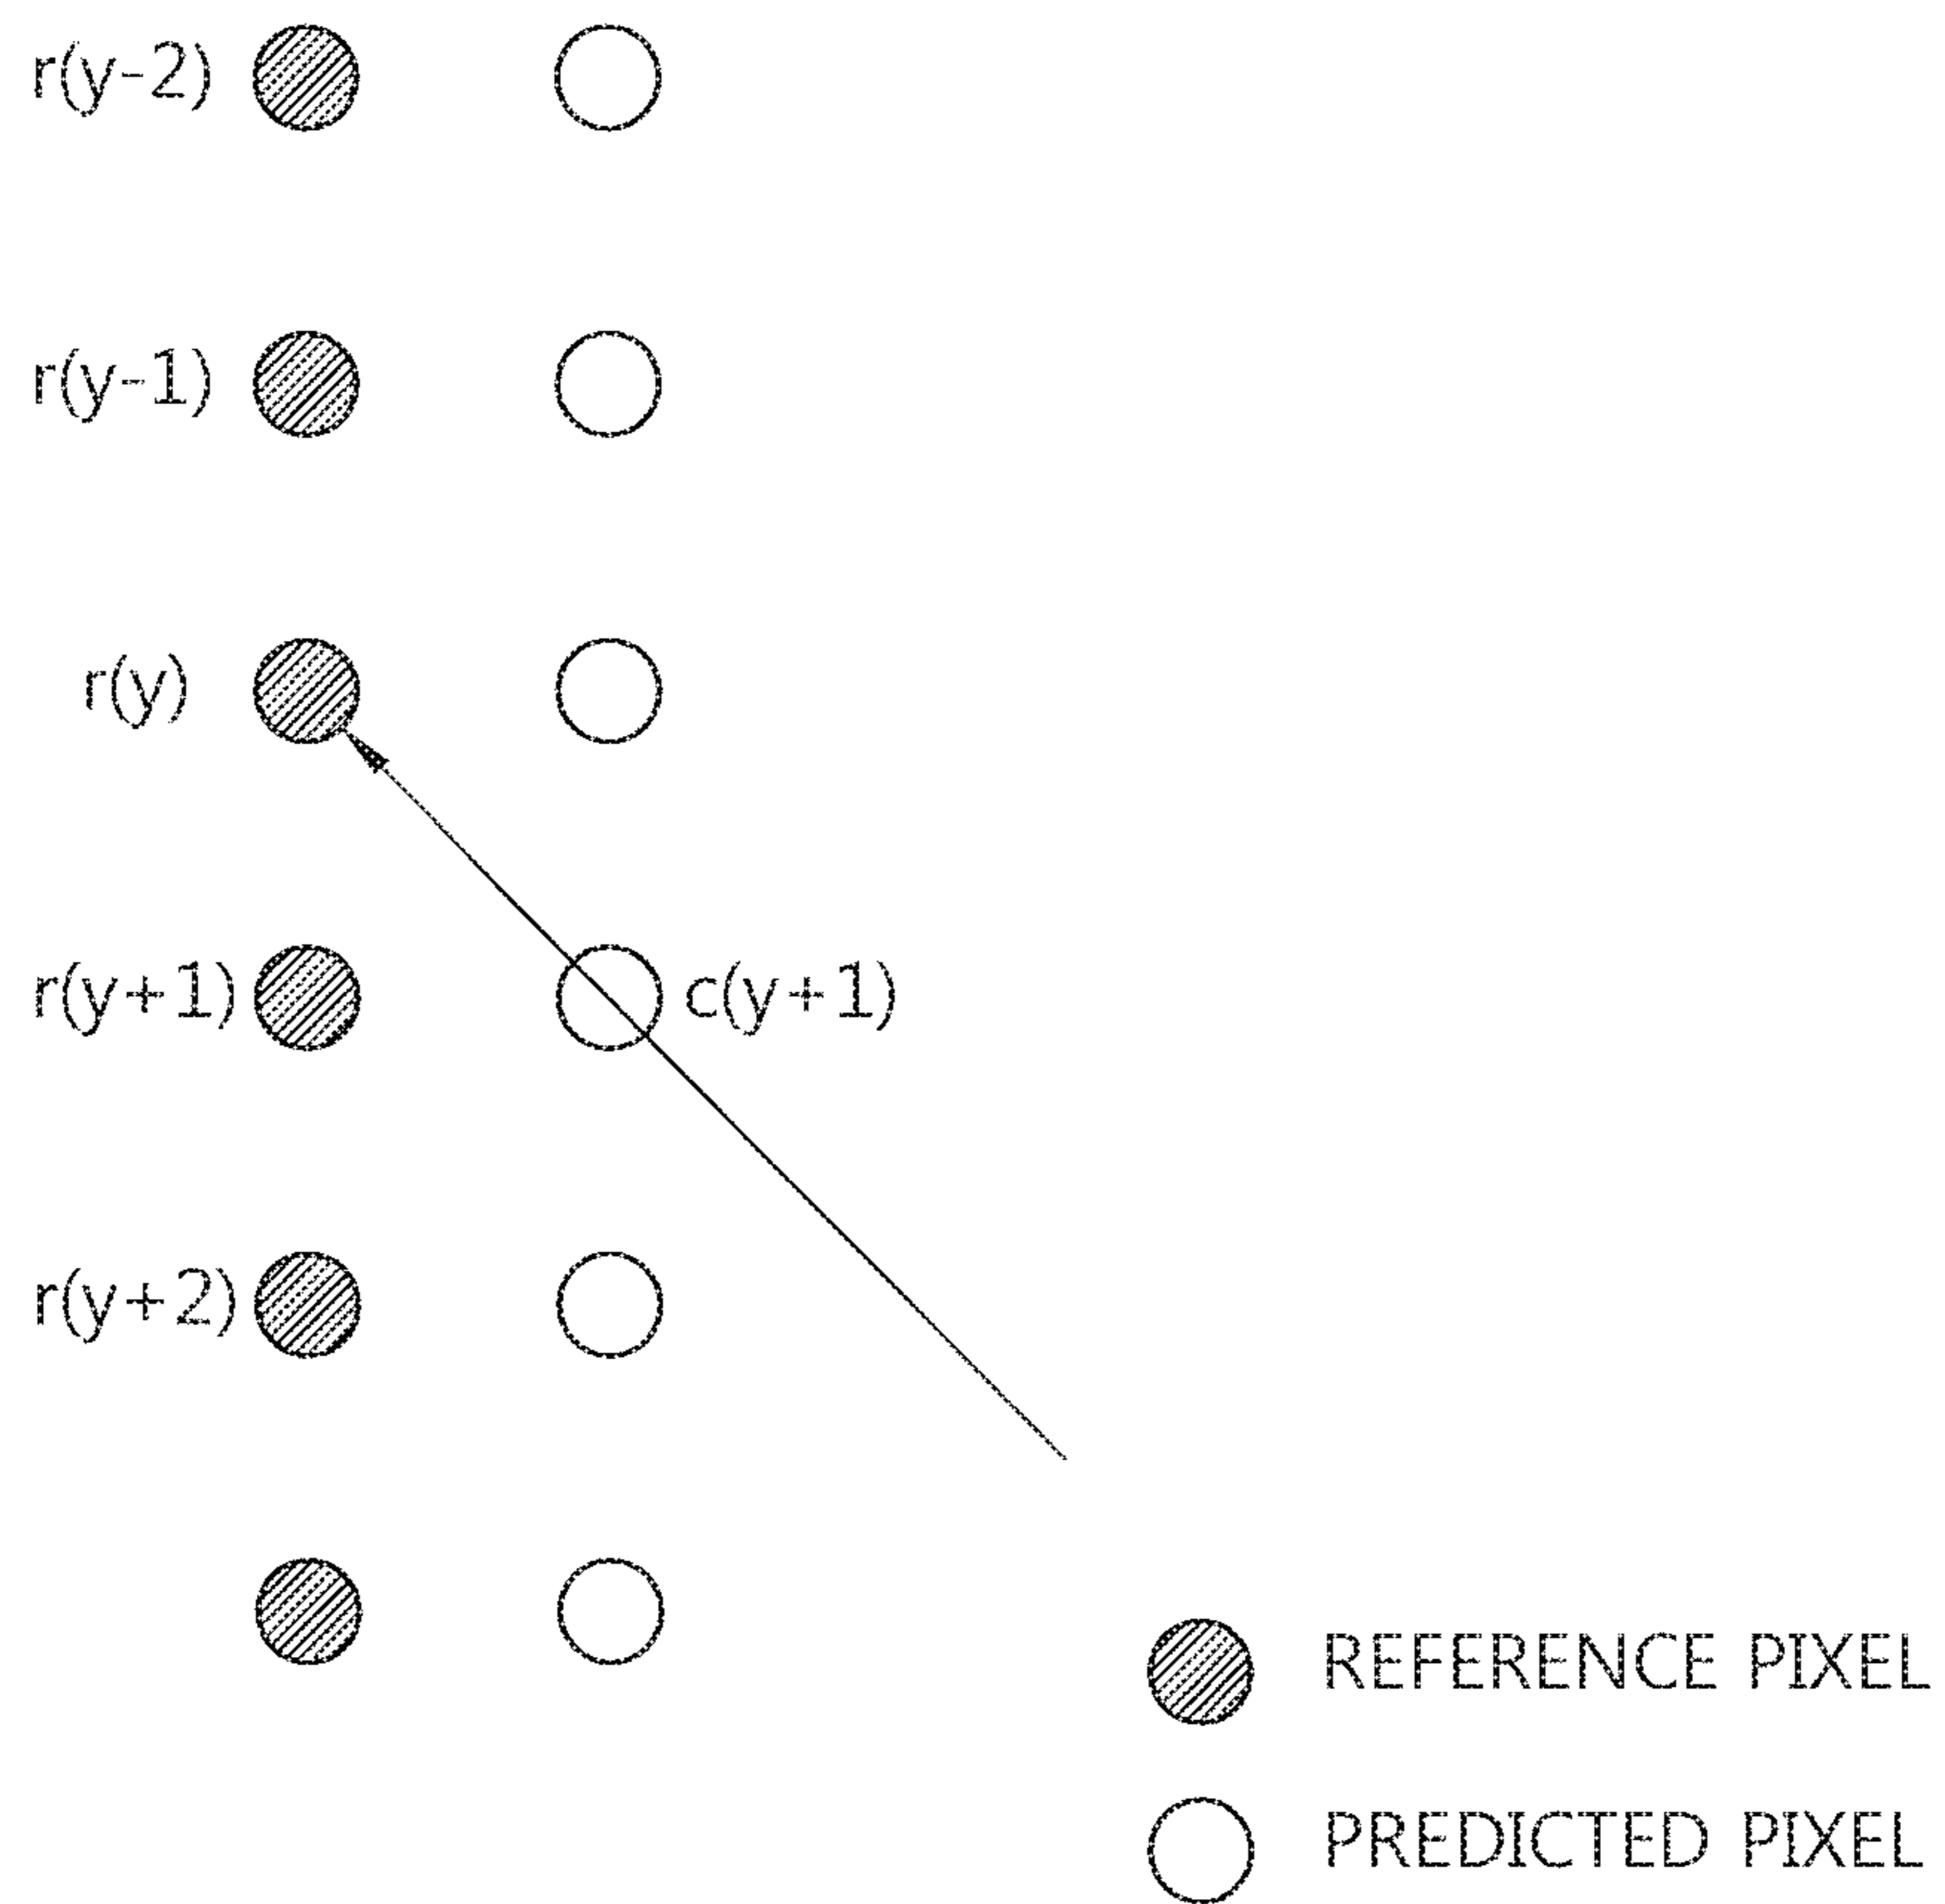 r(y-2)
r(y-1)
r(y)
r(y+1) c(y+1)
r(y+2)
REFERENCE PIXEL
PREDICTED PIXEL